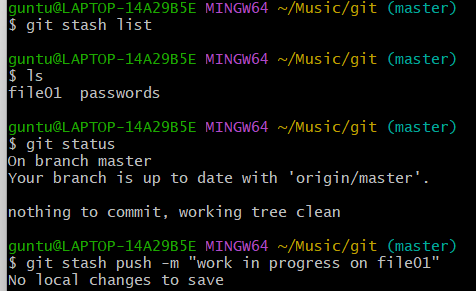 guntu@LAPTOP-14A29B5E MINGW64 ~/Music/git (master)
$ git stash list
guntu@LAPTOP-14A29B5E MINGW64 ~/Music/git (master)
$ ls
file01  passwords
guntu@LAPTOP-14A29B5E MINGW64 ~/Music/git (master)
$ git status
On branch master
Your branch is up to date with 'origin/master'.
nothing to commit, working tree clean
guntu@LAPTOP-14A29B5E MINGW64 ~/Music/git (master)
$ git stash push -m "work in progress on file01"
No local changes to save